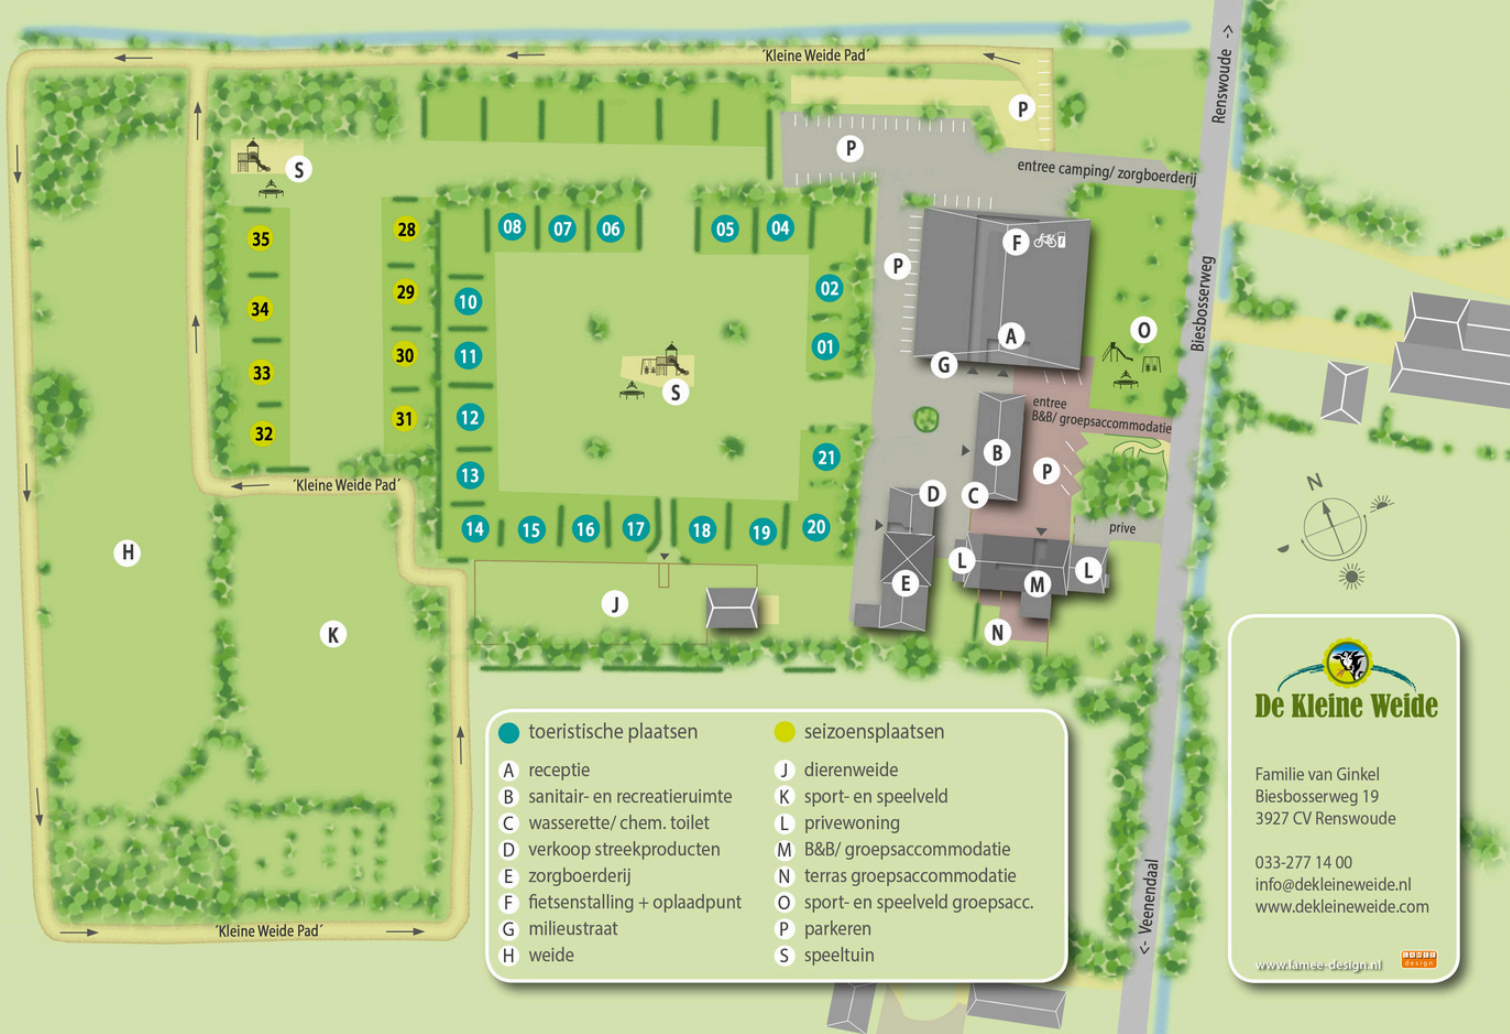 ´Kleine Weide Pad´
Renswoude ->
P
P
entree camping/ zorgboerderij
S
08
07
06
05
04
28
35
F
P
29
10
02
34
Biesbosserweg
O
A
01
30
11
G
33
S
entree
B&B/ groepsaccommodatie
31
12
32
B
21
P
13
´Kleine Weide Pad´
D
C
N
14
15
16
17
18
19
20
prive
H
L
L
E
M
J
K
N
De Kleine Weide
Familie van Ginkel
Biesbosserweg 19
3927 CV Renswoude
033-277 14 00
info@dekleineweide.nl
www.dekleineweide.com
www.lamee-design.nl
LAMEE
design
toeristische plaatsen
A receptie
B sanitair- en recreatieruimte
C wasserette/ chem. toilet
D verkoop streekproducten
E zorgboerderij
F fietsenstalling + oplaadpunt
G milieustraat
H weide
seizoensplaatsen
J dierenweide
K sport- en speelveld
L privewoning
M B&B/ groepsaccommodatie
N terras groepsaccommodatie
O sport- en speelveld groepsacc.
P parkeren
S speeltuin
´Kleine Weide Pad´
<- Veenendaal